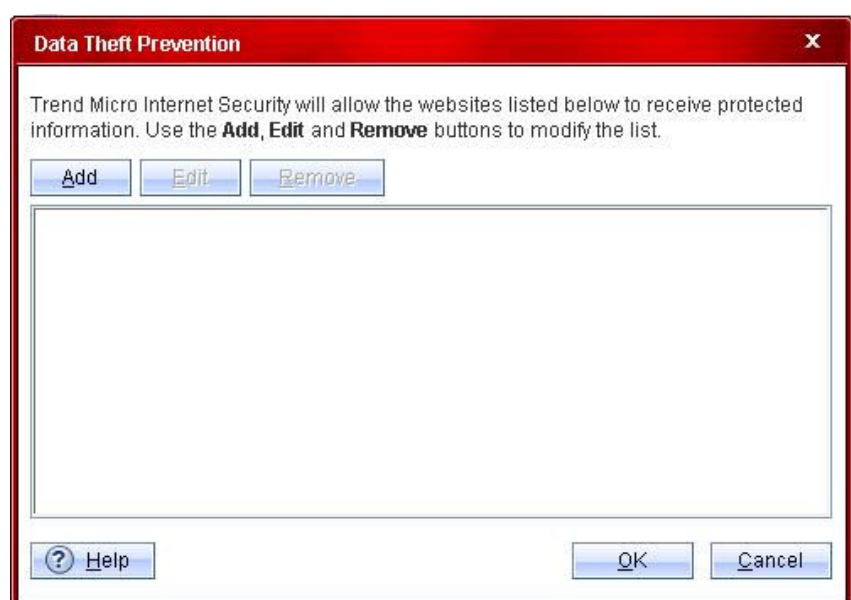 Data Theft Prevention x
Trend Micro Internet Security will allow the websites listed below to receive protected
information. Use the Add, Edit and Remove buttons to modify the list.
Add Edit Remove
? Help OK Cancel